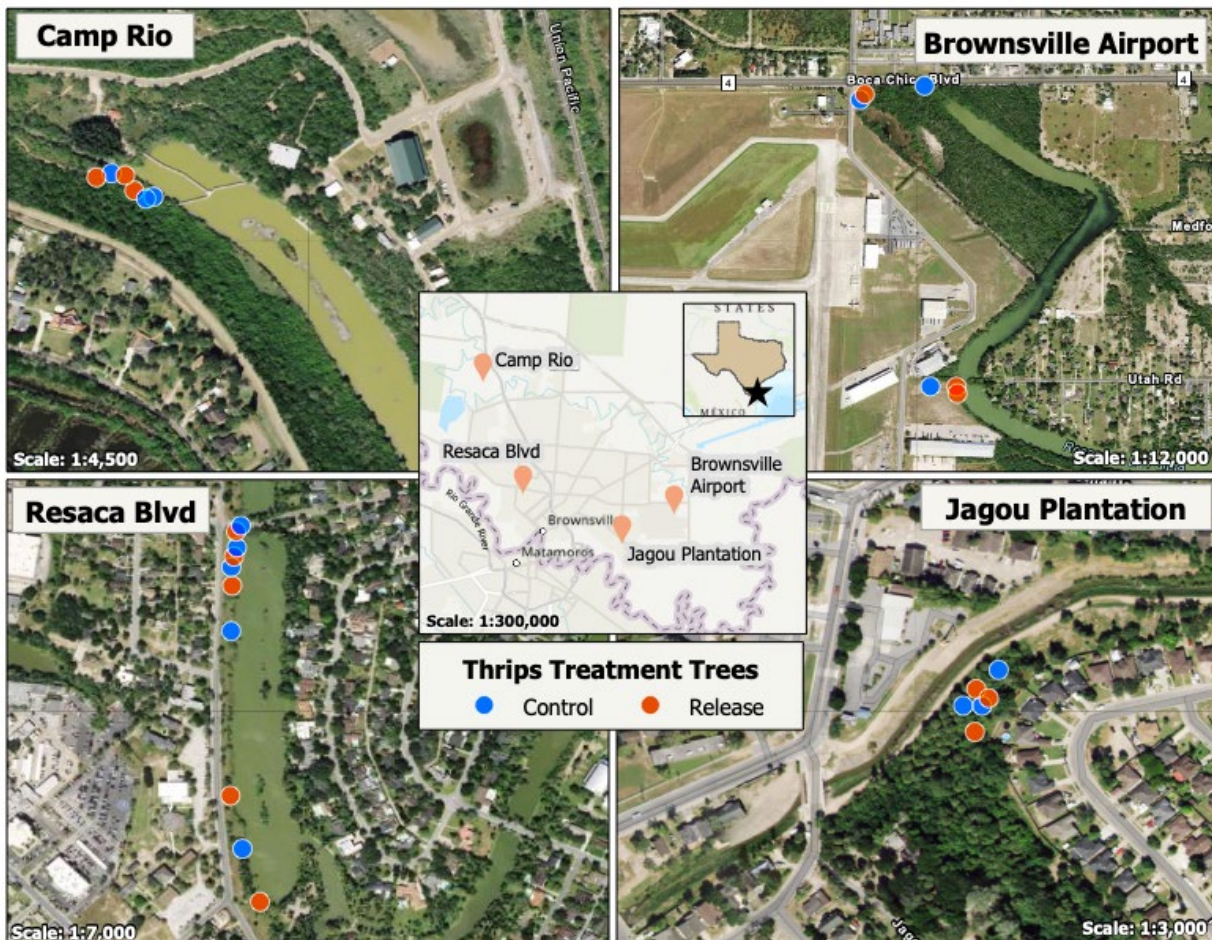 Camp Rio
Union Pacific
Scale: 1:4,500
Brownsville Airport
4
Boca Chica Blvd
4
Utah Rd
Scale: 1:12,000
STATES
MÉXICO
Camp Rio
Resaca Blvd
Brownsville
Airport
Rio Grande River
Brownsvill
Matamoros
Jagou Plantation
Scale: 1:300,000
Thrips Treatment Trees
Control
Release
Resaca Blvd
Scale: 1:7,000
Jagou Plantation
Scale: 1:3,000